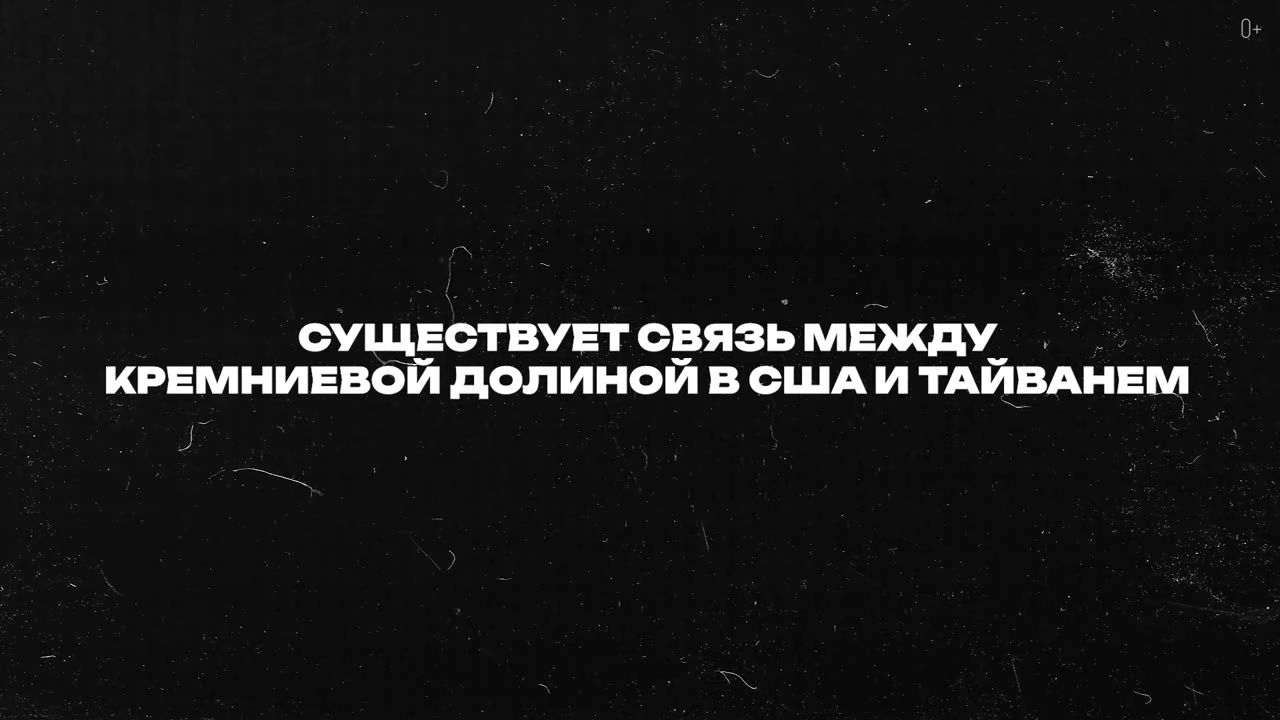 0+
СУЩЕСТВУЕТ СВЯЗЬ МЕЖДУ
КРЕМНИЕВОЙ ДОЛИНОЙ В США И ТАЙВАНЕМ